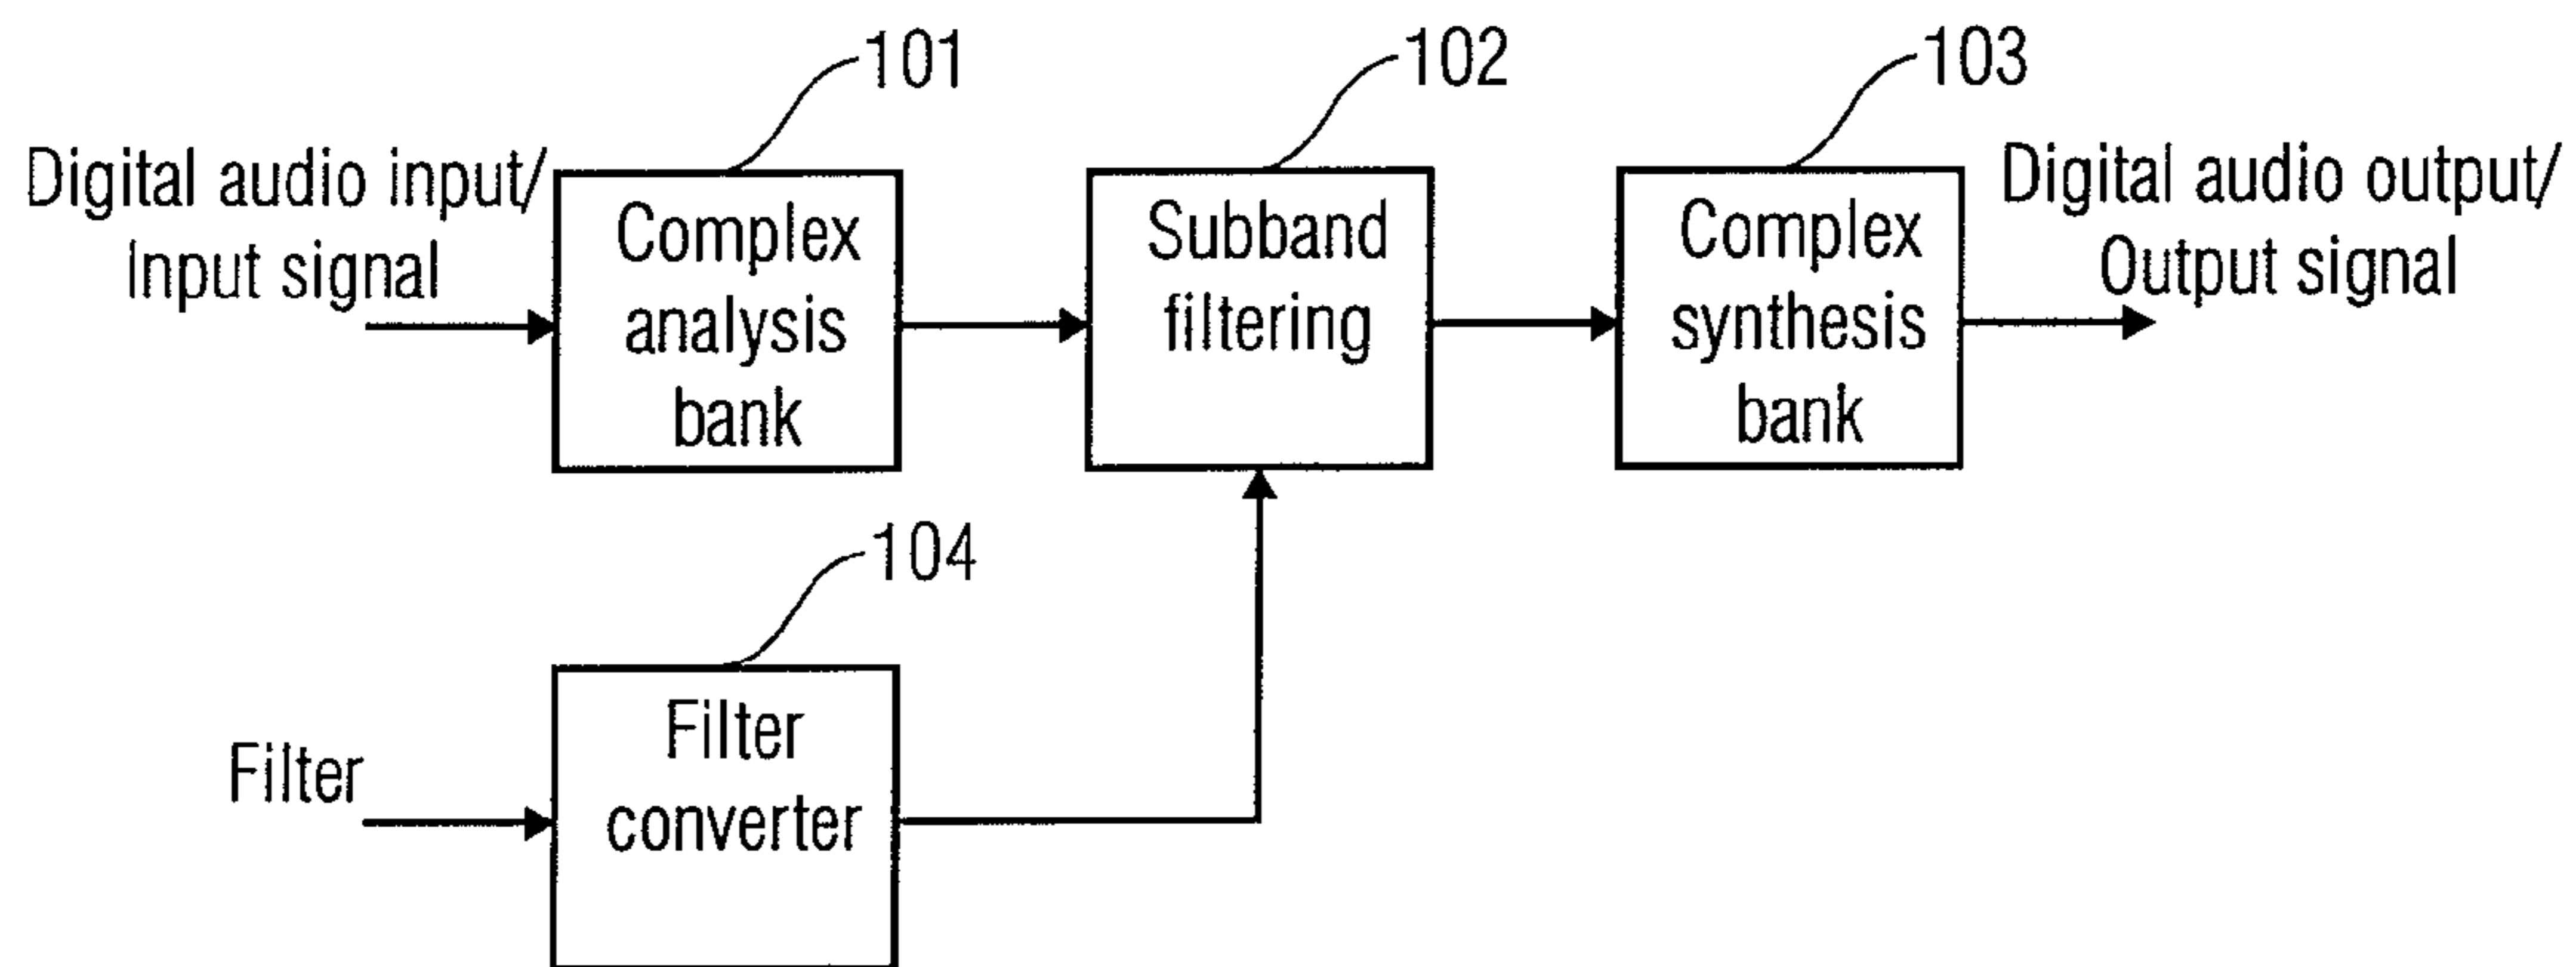 101
102
103
Digital audio input/
Input signal
Complex
analysis
bank
Subband
filtering
Complex
synthesis
bank
Digital audio output/
Output signal
104
Filter
Filter
converter